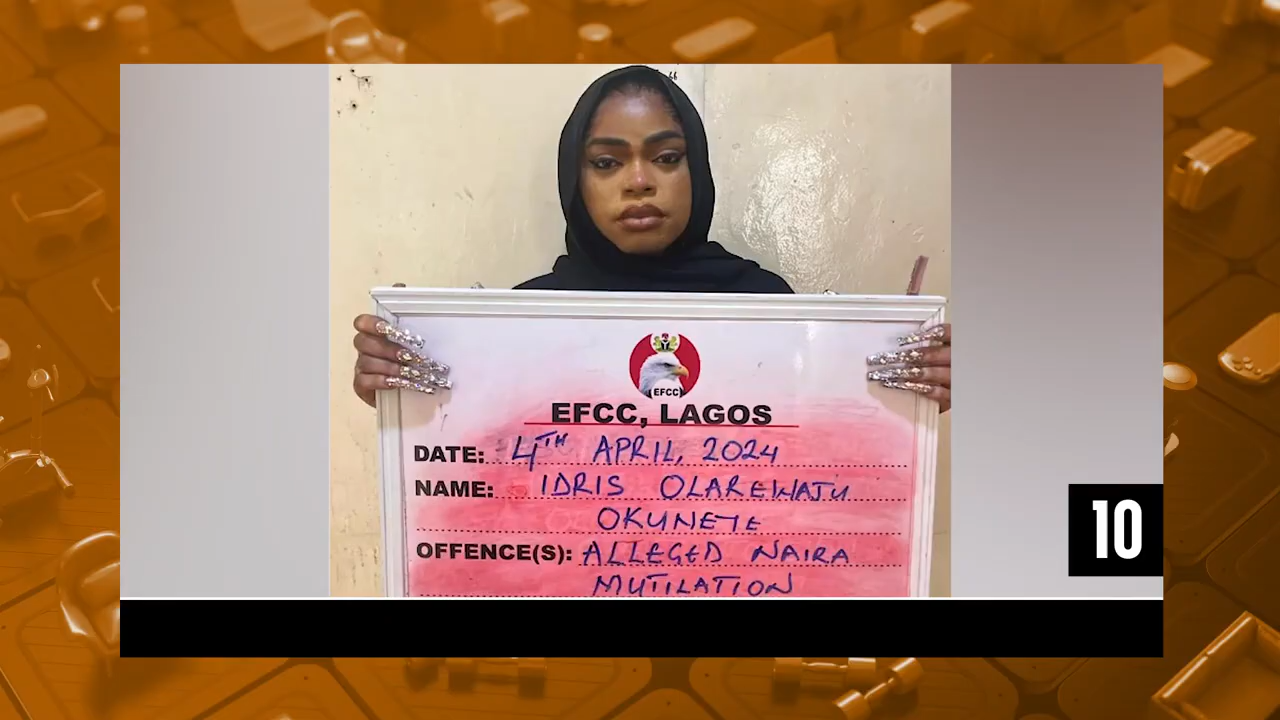 EFCC
EFCC, LAGOS
DATE: 4TH APRIL, 2024
NAME: IDRIS OLAREWAJU
OKUNEYE
OFFENCE(S): ALLEGED NAIRA
MUTILATION
10